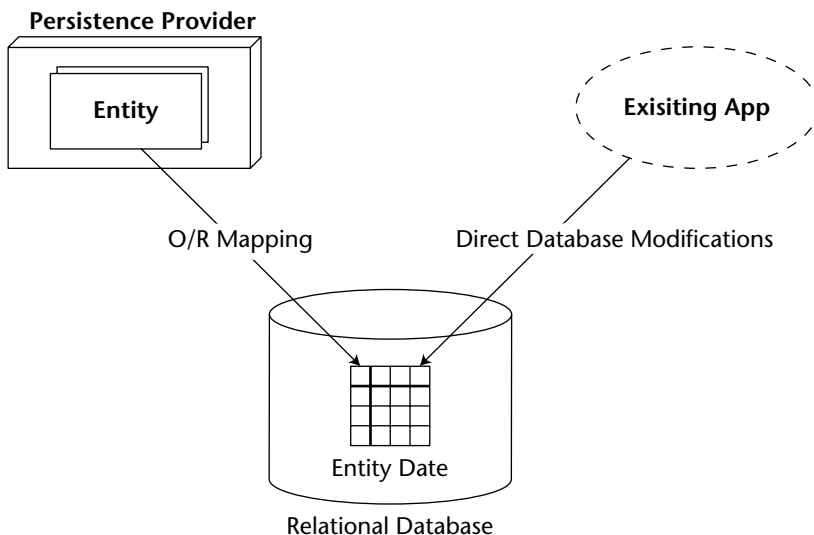 Persistence Provider
Entity
Exisiting App
O/R Mapping
Direct Database Modifications
Entity Date
Relational Database